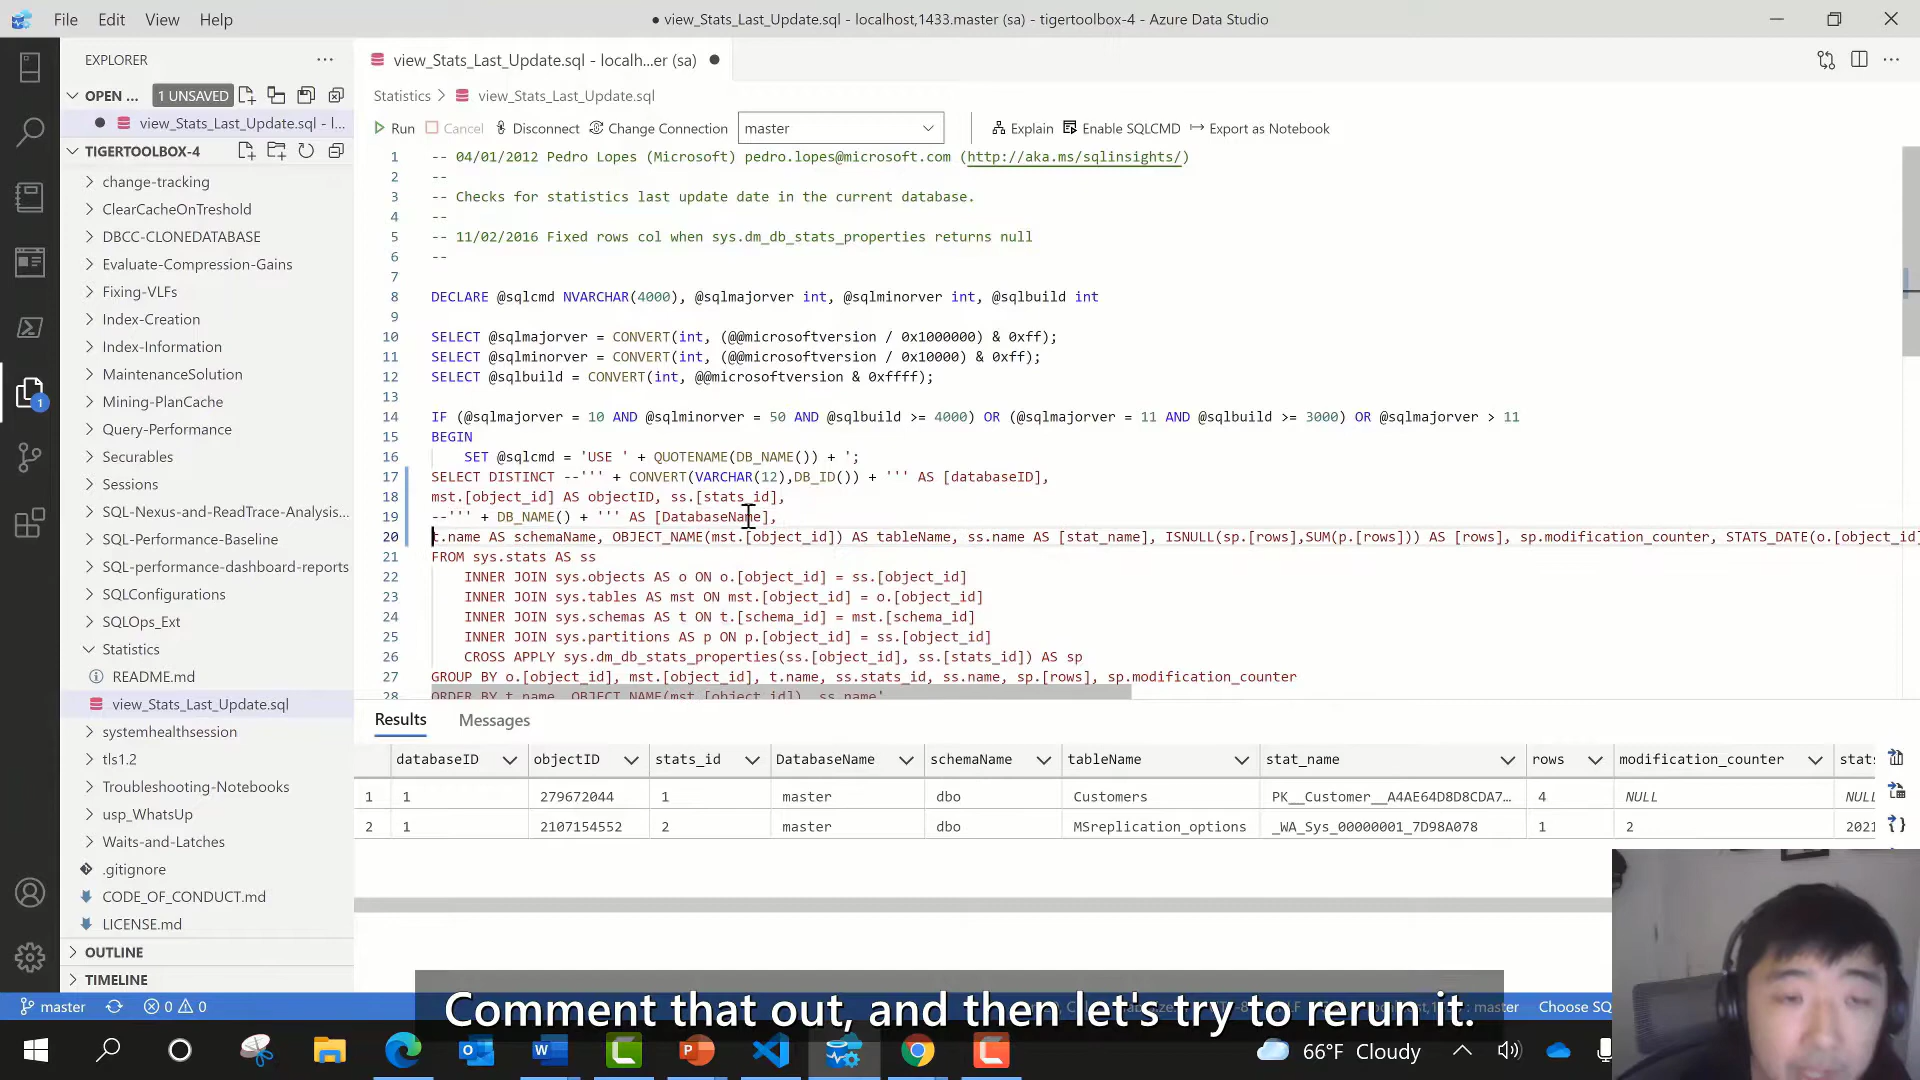 File Edit View Help
● view_Stats_Last_Update.sql - localhost,1433.master (sa) - tigertoolbox-4 - Azure Data Studio
EXPLORER
OPEN ... 1 UNSAVED
view_Stats_Last_Update.sql - l...
TIGERTOOLBOX-4
change-tracking
ClearCacheOnTreshold
DBCC-CLONEDATABASE
Evaluate-Compression-Gains
Fixing-VLFs
Index-Creation
Index-Information
MaintenanceSolution
Mining-PlanCache
Query-Performance
Securables
Sessions
SQL-Nexus-and-ReadTrace-Analysis...
SQL-Performance-Baseline
SQL-performance-dashboard-reports
SQLConfigurations
SQLOps_Ext
Statistics
README.md
view_Stats_Last_Update.sql
systemhealthsession
tls1.2
Troubleshooting-Notebooks
usp_WhatsUp
Waits-and-Latches
.gitignore
CODE_OF_CONDUCT.md
LICENSE.md
OUTLINE
TIMELINE
1
view_Stats_Last_Update.sql - localh...er (sa)
Statistics > view_Stats_Last_Update.sql
Run Cancel Disconnect Change Connection master Explain Enable SQLCMD Export as Notebook
1 -- 04/01/2012 Pedro Lopes (Microsoft) pedro.lopes@microsoft.com (http://aka.ms/sqlinsights/)
2 --
3 -- Checks for statistics last update date in the current database.
4 --
5 -- 11/02/2016 Fixed rows col when sys.dm_db_stats_properties returns null
6 --
7
8 DECLARE @sqlcmd NVARCHAR(4000), @sqlmajorver int, @sqlminorver int, @sqlbuild int
9
10 SELECT @sqlmajorver = CONVERT(int, (@@microsoftversion / 0x1000000) & 0xff);
11 SELECT @sqlminorver = CONVERT(int, (@@microsoftversion / 0x10000) & 0xff);
12 SELECT @sqlbuild = CONVERT(int, @@microsoftversion & 0xffff);
13
14 IF (@sqlmajorver = 10 AND @sqlminorver = 50 AND @sqlbuild >= 4000) OR (@sqlmajorver = 11 AND @sqlbuild >= 3000) OR @sqlmajorver > 11
15 BEGIN
16 SET @sqlcmd = 'USE ' + QUOTENAME(DB_NAME()) + ';
17 SELECT DISTINCT --''' + CONVERT(VARCHAR(12),DB_ID()) + ''' AS [databaseID],
18 mst.[object_id] AS objectID, ss.[stats_id],
19 --''' + DB_NAME() + ''' AS [DatabaseName],
20 t.name AS schemaName, OBJECT_NAME(mst.[object_id]) AS tableName, ss.name AS [stat_name], ISNULL(sp.[rows],SUM(p.[rows])) AS [rows], sp.modification_counter, STATS_DATE(o.[object_id]
21 FROM sys.stats AS ss
22 INNER JOIN sys.objects AS o ON o.[object_id] = ss.[object_id]
23 INNER JOIN sys.tables AS mst ON mst.[object_id] = o.[object_id]
24 INNER JOIN sys.schemas AS t ON t.[schema_id] = mst.[schema_id]
25 INNER JOIN sys.partitions AS p ON p.[object_id] = ss.[object_id]
26 CROSS APPLY sys.dm_db_stats_properties(ss.[object_id], ss.[stats_id]) AS sp
27 GROUP BY o.[object_id], mst.[object_id], t.name, ss.stats_id, ss.name, sp.[rows], sp.modification_counter
28 ORDER BY t.name, OBJECT_NAME(mst.[object_id]), ss.name'
Results Messages
databaseID objectID stats_id DatabaseName schemaName tableName stat_name rows modification_counter stats
1 1 279672044 1 master dbo Customers PK__Customer__A4AE64D8D8CDA7... 4 NULL NULL
2 1 2107154552 2 master dbo MSreplication_options _WA_Sys_00000001_7D98A078 1 2 2021
master 0 0 Choose SQ
Comment that out, and then let's try to rerun it.
66°F Cloudy